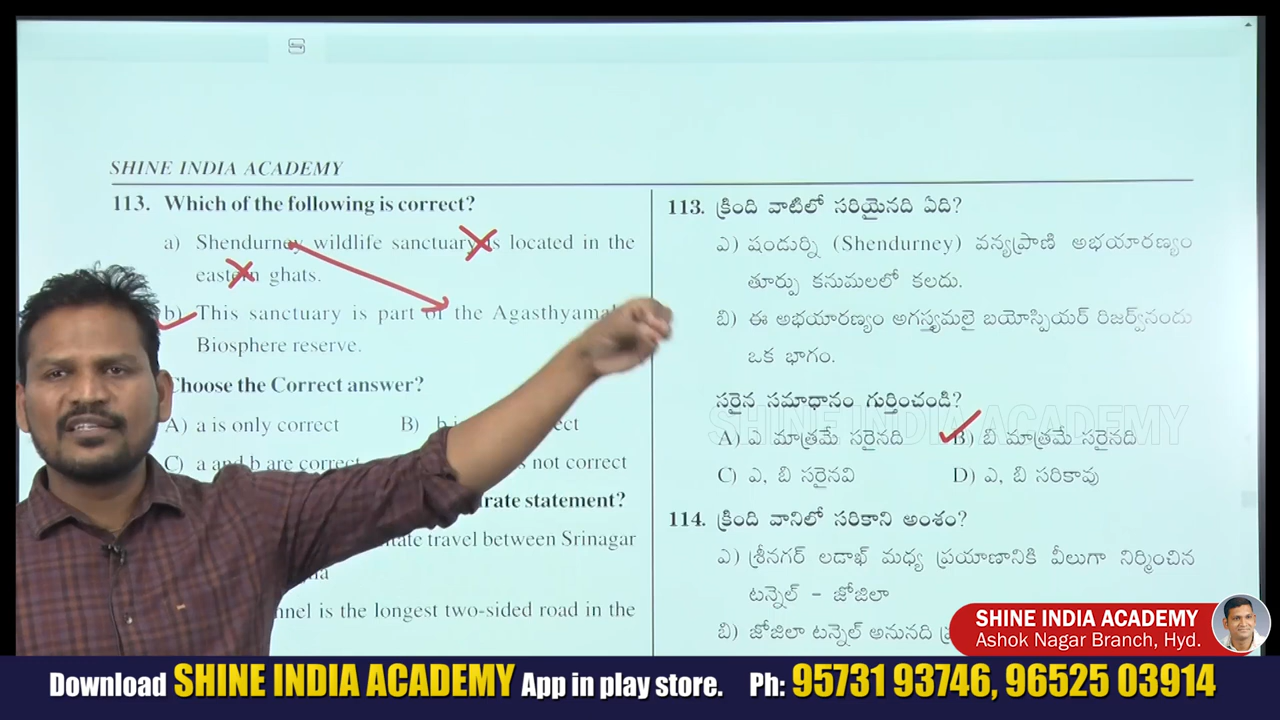 SHINE INDIA ACADEMY
113. Which of the following is correct?
a) Shendurney wildlife sanctuary is located in the
eastern ghats.
b) This sanctuary is part of the Agasthyamalai
Biosphere reserve.
Choose the Correct answer?
A) a is only correct B)
C) a and b are correct not correct
statement?
travel between Srinagar
is the longest two-sided road in the
113. క్రింది వాటిలో సరియైనది ఏది?
ఎ) షందుర్ని (Shendurney) వన్యప్రాణి అభయారణ్యం
తూర్పు కనుమలలో కలదు.
బి) ఈ అభయారణ్యం అగస్త్యమలై బయోస్పియర్ రిజర్వ్‌నందు
ఒక భాగం.
సరైన సమాధానం గుర్తించండి?
SHINE INDIA ACADEMY
A) ఎ మాత్రమే సరైనది B) బి మాత్రమే సరైనది
C) ఎ, బి సరైనవి D) ఎ, బి సరికావు
114. క్రింది వానిలో సరికాని అంశం?
ఎ) శ్రీనగర్ లడాఖ్ మధ్య ప్రయాణానికి వీలుగా నిర్మించిన
టన్నెల్ - జోజిలా
బి) జోజిలా టన్నెల్ అనునది
SHINE INDIA ACADEMY
Ashok Nagar Branch, Hyd.
Download SHINE INDIA ACADEMY App in play store. Ph: 95731 93746, 96525 03914